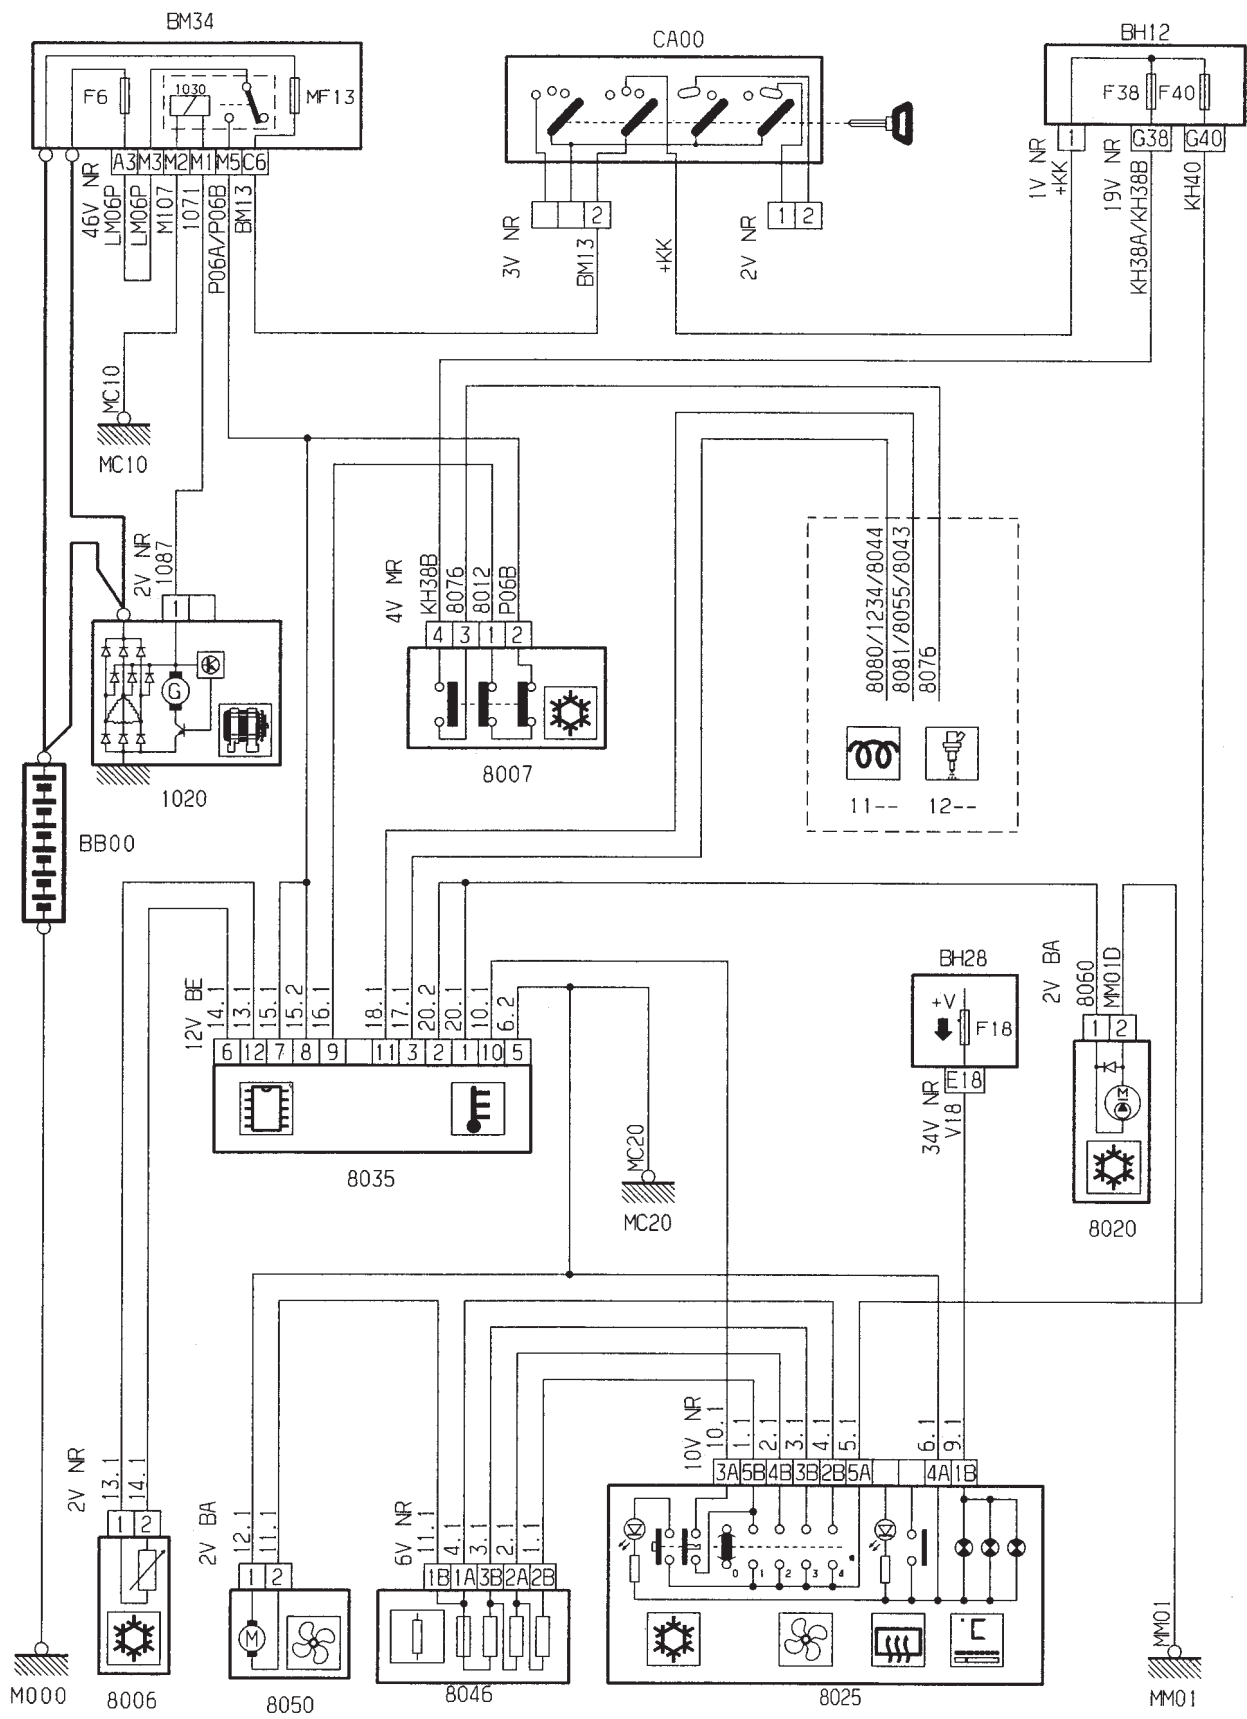 BM34
CA00
BH12
F6
1030
MF13
F38
F40
A3 M3 M2 M1 M5 C6
1
G38
G40
46V NR
LM06P
LM06P
M107
1071
P06A/P06B
BM13
2
1 2
3V NR
BM13
+KK
2V NR
1V NR
+KK
19V NR
KH38A/KH38B
KH40
MC10
MC10
2V NR
1087
1
G
1020
4V MR
KH38B
8076
8012
P06B
4 3 1 2
8007
8080/1234/8044
8081/8055/8043
8076
11--
12--
BB00
12V BE
14.1
13.1
15.1
15.2
16.1
18.1
17.1
20.2
20.1
10.1
6.2
6 12 7 8 9 11 3 2 1 10 5
8035
MC20
MC20
BH28
+V
F18
E18
34V NR
V18
2V BA
8060
MM01D
1 2
M
8020
2V NR
13.1
14.1
1 2
8006
M000
2V BA
12.1
11.1
1 2
M
8050
6V NR
11.1
4.1
3.1
2.1
1.1
1B 1A 3B 2A 2B
8046
10V NR
10.1
1.1
2.1
3.1
4.1
5.1
6.1
9.1
3A 5B 4B 3B 2B 5A 4A 1B
0 1 2 3 4
°C
8025
MM01
MM01